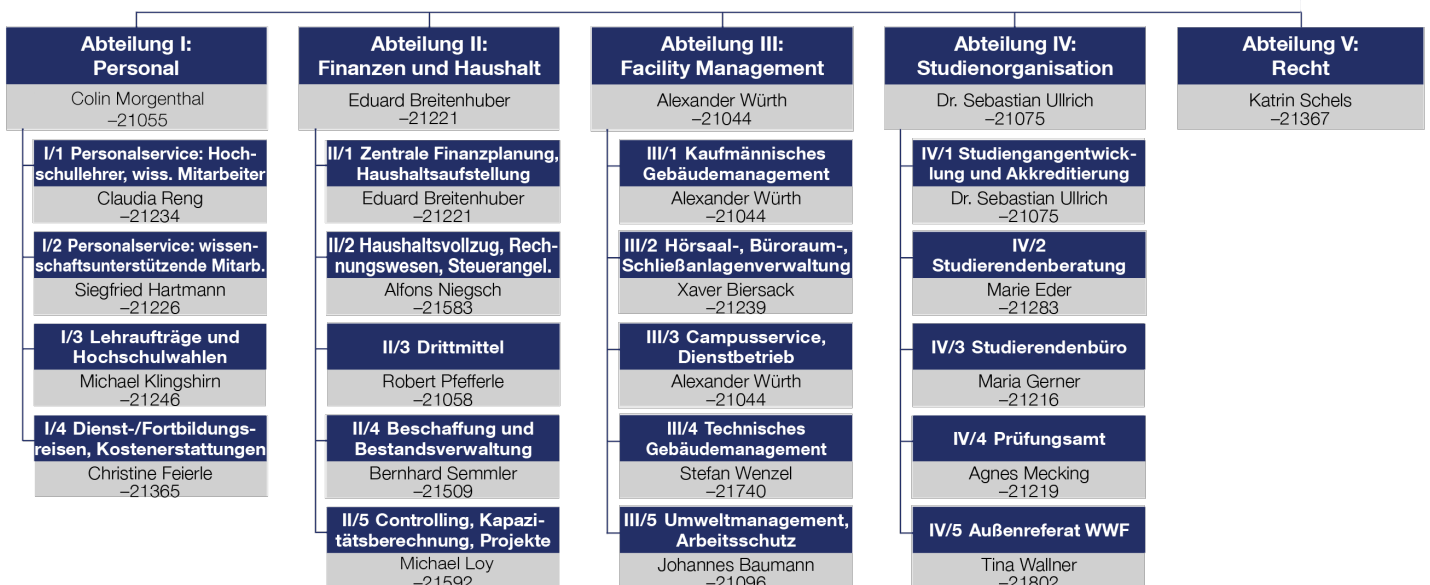 Abteilung I:
Personal
Colin Morgenthal
–21055
I/1 Personalservice: Hoch-
schullehrer, wiss. Mitarbeiter
Claudia Reng
–21234
I/2 Personalservice: wissen-
schaftsunterstützende Mitarb.
Siegfried Hartmann
–21226
I/3 Lehraufträge und
Hochschulwahlen
Michael Klingshirn
–21246
I/4 Dienst-/Fortbildungs-
reisen, Kostenerstattungen
Christine Feierle
–21365
Abteilung II:
Finanzen und Haushalt
Eduard Breitenhuber
–21221
II/1 Zentrale Finanzplanung,
Haushaltsaufstellung
Eduard Breitenhuber
–21221
II/2 Haushaltsvollzug, Rech-
nungswesen, Steuerangel.
Alfons Niegsch
–21583
II/3 Drittmittel
Robert Pfefferle
–21058
II/4 Beschaffung und
Bestandsverwaltung
Bernhard Semmler
–21509
II/5 Controlling, Kapazi-
tätsberechnung, Projekte
Michael Loy
–21592
Abteilung III:
Facility Management
Alexander Würth
–21044
III/1 Kaufmännisches
Gebäudemanagement
Alexander Würth
–21044
III/2 Hörsaal-, Büroraum-,
Schließanlagenverwaltung
Xaver Biersack
–21239
III/3 Campusservice,
Dienstbetrieb
Alexander Würth
–21044
III/4 Technisches
Gebäudemanagement
Stefan Wenzel
–21740
III/5 Umweltmanagement,
Arbeitsschutz
Johannes Baumann
–21096
Abteilung IV:
Studienorganisation
Dr. Sebastian Ullrich
–21075
IV/1 Studiengangentwick-
lung und Akkreditierung
Dr. Sebastian Ullrich
–21075
IV/2
Studierendenberatung
Marie Eder
–21283
IV/3 Studierendenbüro
Maria Gerner
–21216
IV/4 Prüfungsamt
Agnes Mecking
–21219
IV/5 Außenreferat WWF
Tina Wallner
–21802
Abteilung V:
Recht
Katrin Schels
–21367